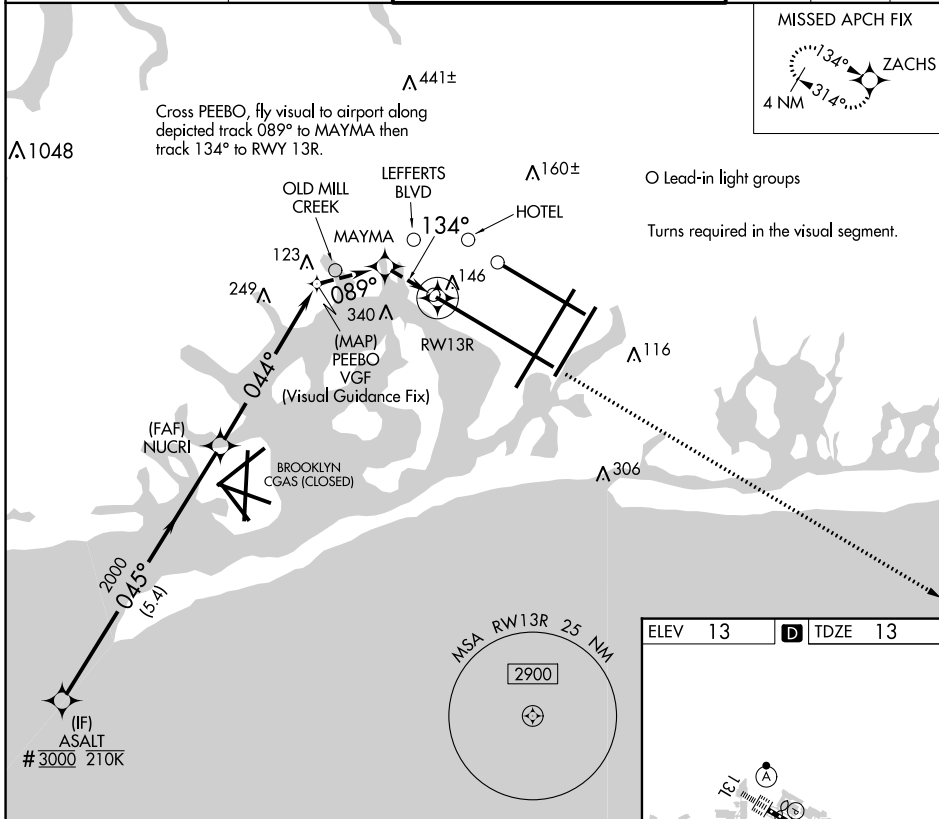 MISSED APCH FIX
134°
ZACHS
4 NM
314°
441±
Cross PEEBO, fly visual to airport along
depicted track 089° to MAYMA then
track 134° to RWY 13R.
1048
160±
LEFFERTS
BLVD
O Lead-in light groups
OLD MILL
CREEK
HOTEL
134°
MAYMA
Turns required in the visual segment.
123
146
089°
249
340
RW13R
(MAP)
PEEBO
VGF
(Visual Guidance Fix)
116
044°
(FAF)
NUCRI
BROOKLYN
CGAS (CLOSED)
306
2000
045°
(5.4)
MSA RW13R 25 NM
2900
ELEV 13
D
TDZE 13
(IF)
ASALT
# 3000 210K
A
13L
P